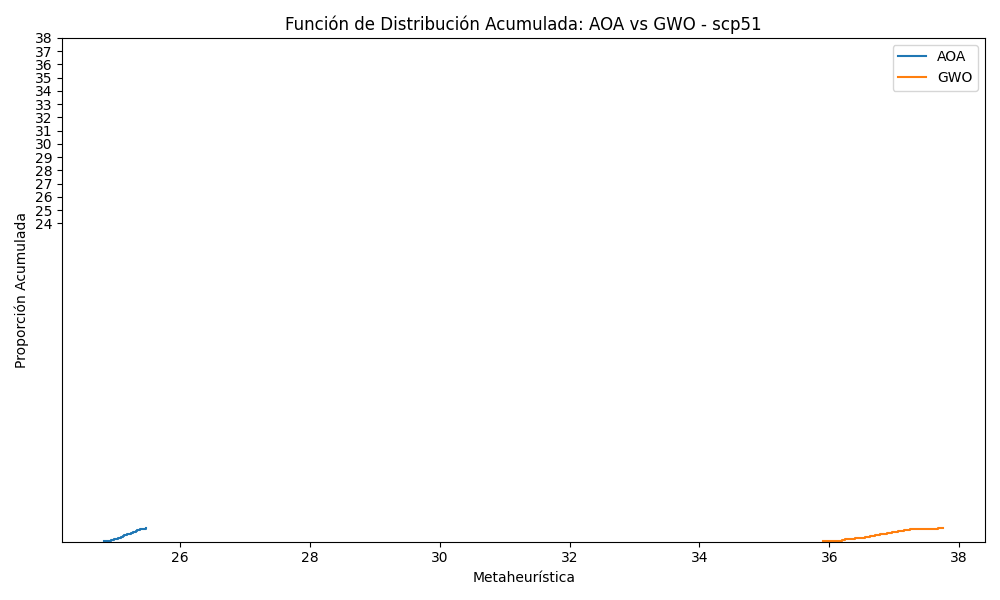 Función de Distribución Acumulada: AOA vs GWO - scp51
AOA
GWO
38
37
36
35
34
33
32
31
30
29
28
27
26
25
24
Proporción Acumulada
26 28 30 32 34 36 38
Metaheurística